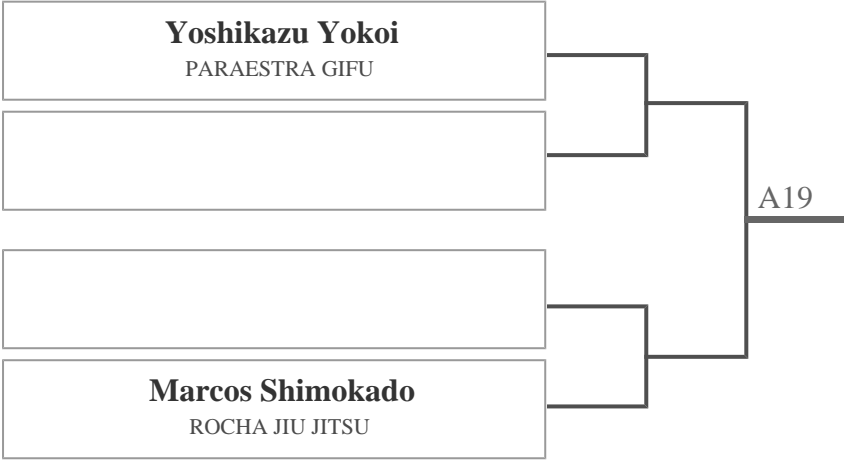 Yoshikazu Yokoi
PARAESTRA GIFU
A19
Marcos Shimokado
ROCHA JIU JITSU